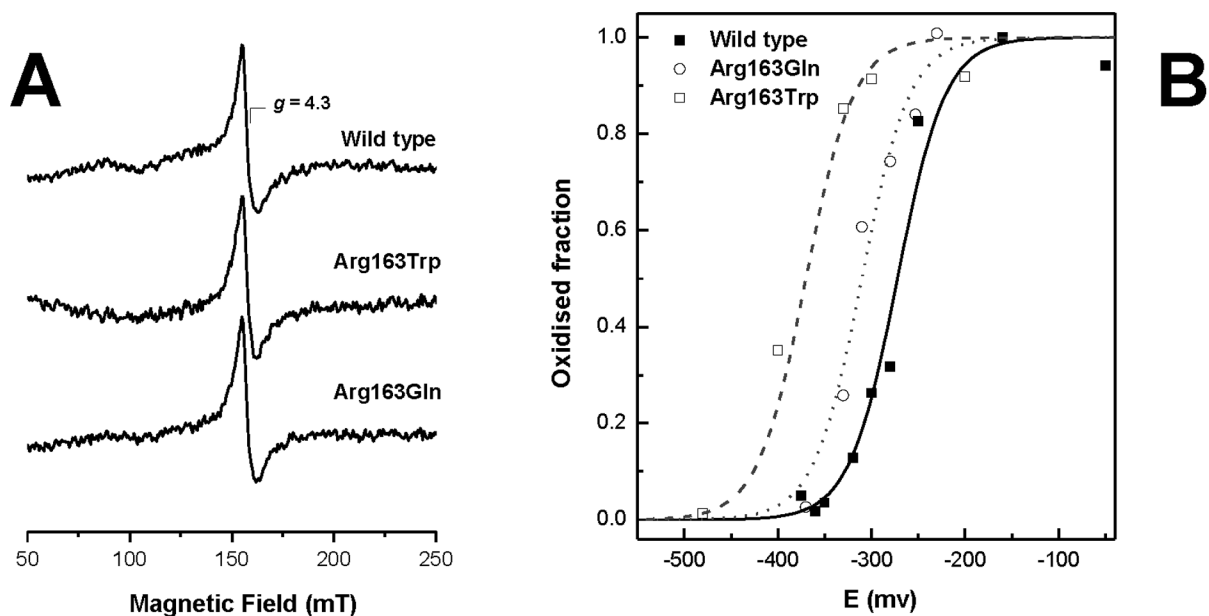 A
g = 4.3
Wild type
Arg163Trp
Arg163Gln
50
100
150
200
250
Magnetic Field (mT)
B
Wild type
Arg163Gln
Arg163Trp
1.0
0.8
0.6
0.4
0.2
0.0
Oxidised fraction
-500
-400
-300
-200
-100
E (mv)